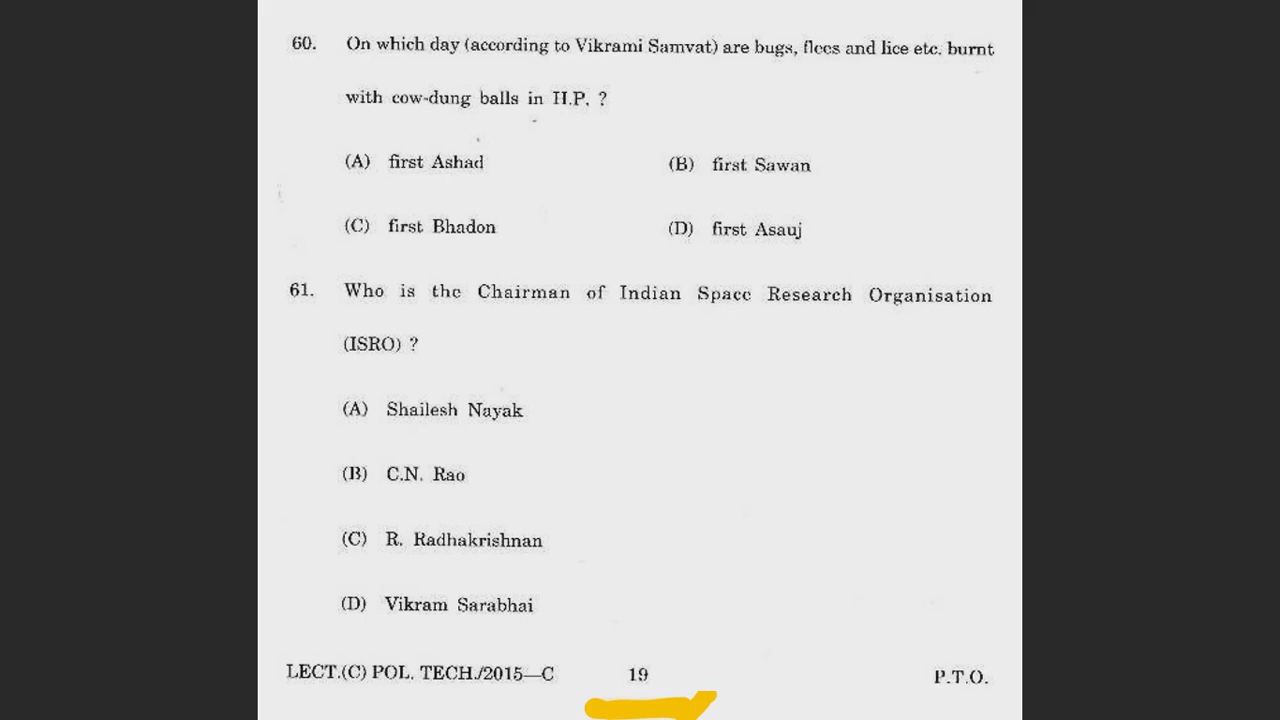 60. On which day (according to Vikrami Samvat) are bugs, flees and lice etc. burnt
with cow-dung balls in H.P. ?
(A) first Ashad (B) first Sawan
(C) first Bhadon (D) first Asauj
61. Who is the Chairman of Indian Space Research Organisation
(ISRO) ?
(A) Shailesh Nayak
(B) C.N. Rao
(C) R. Radhakrishnan
(D) Vikram Sarabhai
LECT.(C) POL. TECH./2015—C 19 P.T.O.